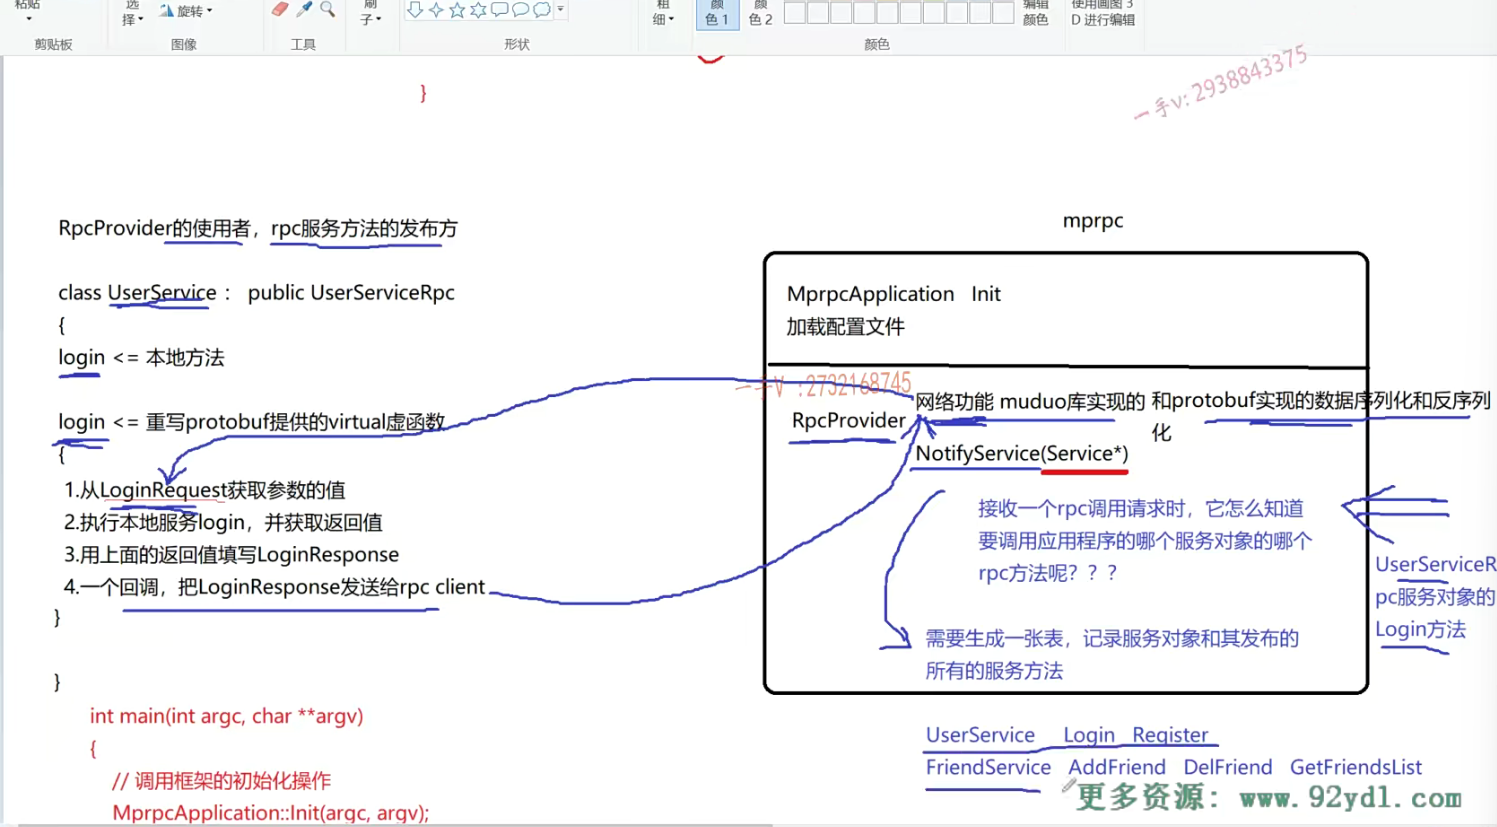 粘贴
选
择
旋转
刷
子
粗
细
颜
色 1
颜
色 2
编辑
颜色
使用画图 3
D 进行编辑
剪贴板
图像
工具
形状
颜色
一手v:2938843375
}
RpcProvider的使用者，rpc服务方法的发布方
class UserService : public UserServiceRpc
{
login <= 本地方法
login <= 重写protobuf提供的virtual虚函数
{
1.从LoginRequest获取参数的值
2.执行本地服务login，并获取返回值
3.用上面的返回值填写LoginResponse
4.一个回调，把LoginResponse发送给rpc client
}
}
int main(int argc, char **argv)
{
// 调用框架的初始化操作
MprpcApplication::Init(argc, argv);
mprpc
MprpcApplication Init
加载配置文件
一手V :2732168745
RpcProvider
网络功能 muduo库实现的
和protobuf实现的数据序列化和反序列
化
NotifyService(Service*)
接收一个rpc调用请求时，它怎么知道
要调用应用程序的哪个服务对象的哪个
rpc方法呢？？？
需要生成一张表，记录服务对象和其发布的
所有的服务方法
UserServiceR
pc服务对象的
Login方法
UserService Login Register
FriendService AddFriend DelFriend GetFriendsList
更多资源：www.92ydl.com